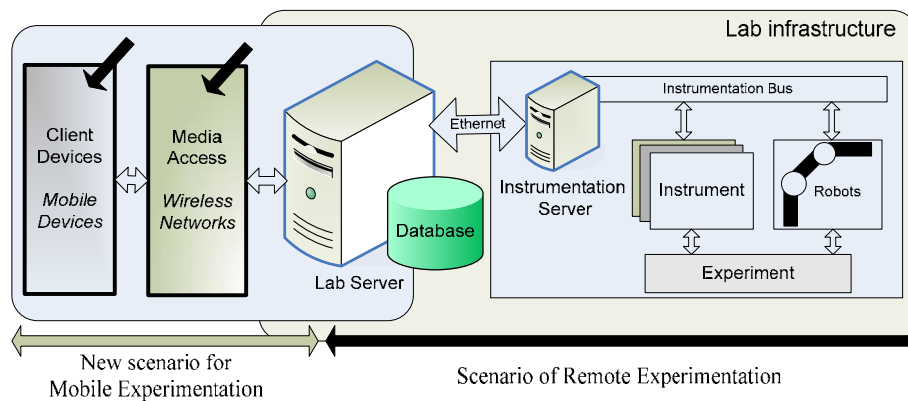 Lab infrastructure
Client
Devices
Mobile
Devices
Media
Access
Wireless
Networks
Lab Server
Database
Ethernet
Instrumentation
Server
Instrumentation Bus
Instrument
Robots
Experiment
New scenario for
Mobile Experimentation
Scenario of Remote Experimentation